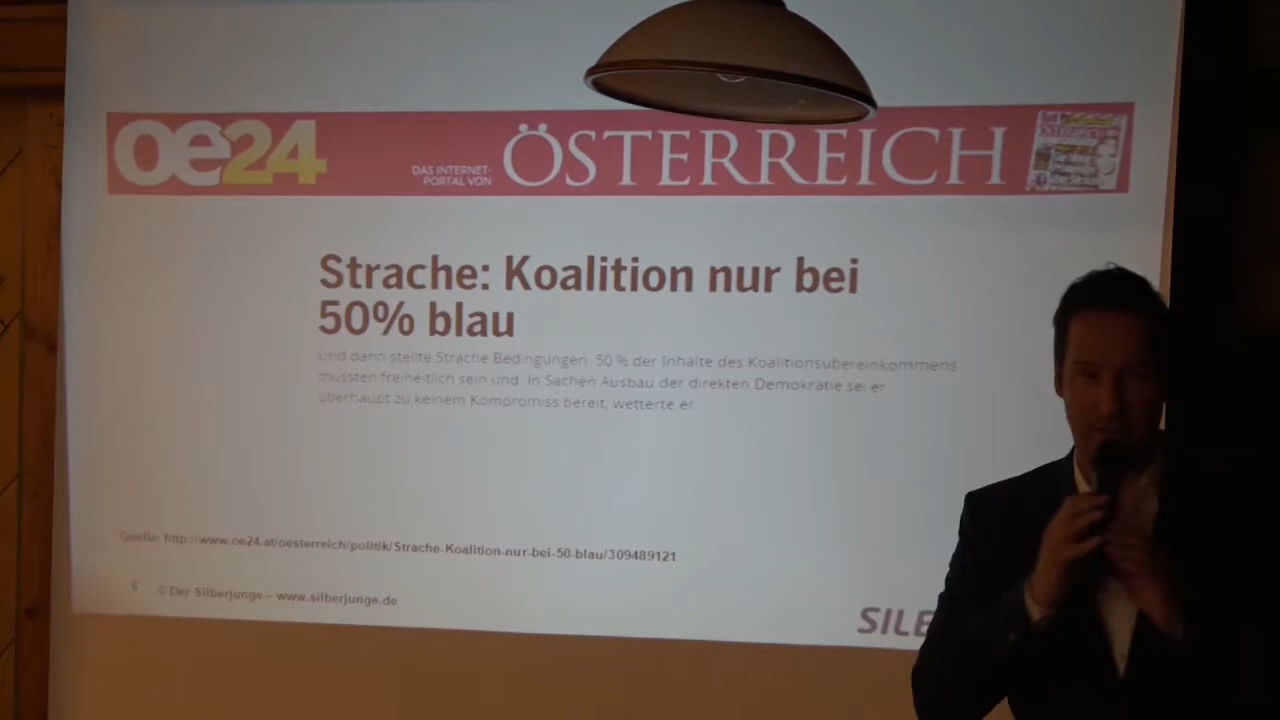 oe24
DAS INTERNET-
PORTAL VON
ÖSTERREICH
Strache: Koalition nur bei
50% blau
Und dann stellte Strache Bedingungen: 50 % der Inhalte des Koalitionsübereinkommens
müssten freiheitlich sein und. In Sachen Ausbau der direkten Demokratie sei er
überhaupt zu keinem Kompromiss bereit, wetterte er
Quelle: http://www.oe24.at/oesterreich/politik/Strache-Koalition-nur-bei-50-blau/309489121
6 © Der Silberjunge – www.silberjunge.de
SILB